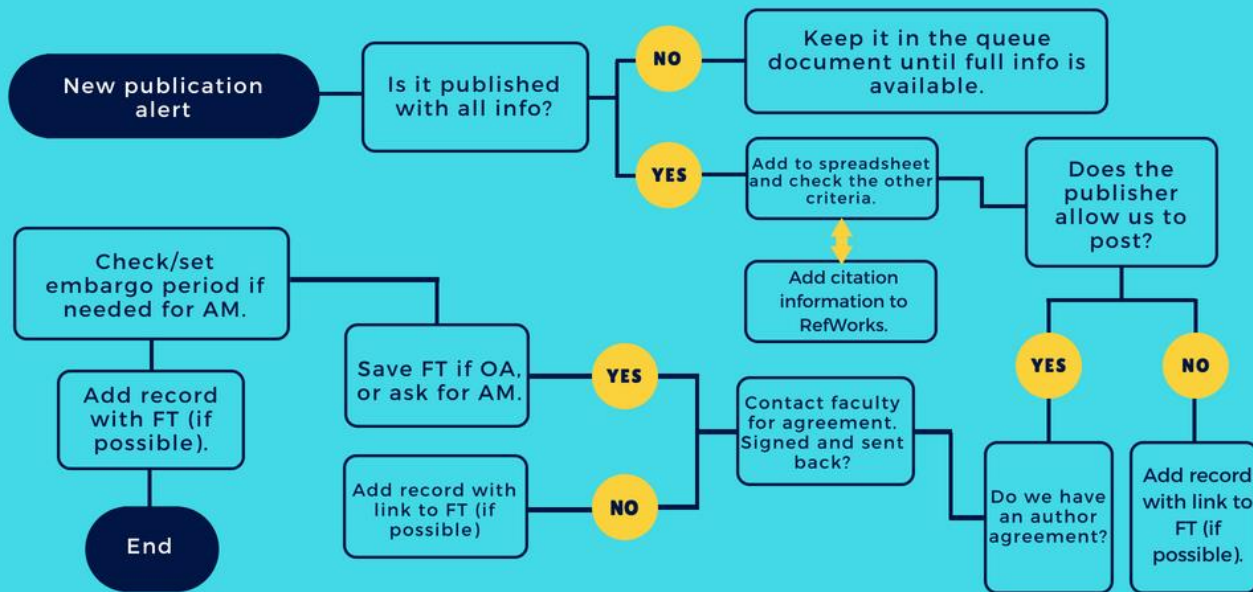 New publication
alert
Is it published
with all info?
NO
Keep it in the queue
document until full info is
available.
YES
Add to spreadsheet
and check the other
criteria.
Does the
publisher
allow us to
post?
Add citation
information to
RefWorks.
YES
NO
Add record
with link to
FT (if
possible).
Do we have
an author
agreement?
Contact faculty
for agreement.
Signed and sent
back?
YES
Save FT if OA,
or ask for AM.
NO
Add record with
link to FT (if
possible)
Check/set
embargo period if
needed for AM.
Add record
with FT (if
possible).
End